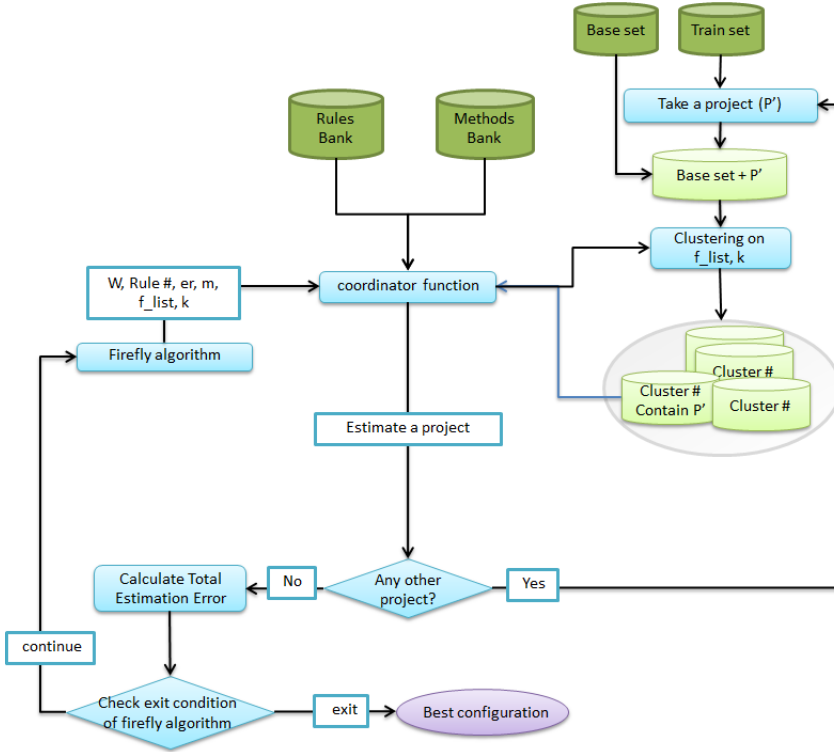 Base set
Train set
Take a project (P’)
Rules
Bank
Methods
Bank
Base set + P’
Clustering on
f_list, k
W, Rule #, er, m,
f_list, k
coordinator function
Firefly algorithm
Cluster #
Cluster #
Contain P’
Cluster #
Estimate a project
Calculate Total
Estimation Error
No
Any other
project?
Yes
continue
Check exit condition
of firefly algorithm
exit
Best configuration